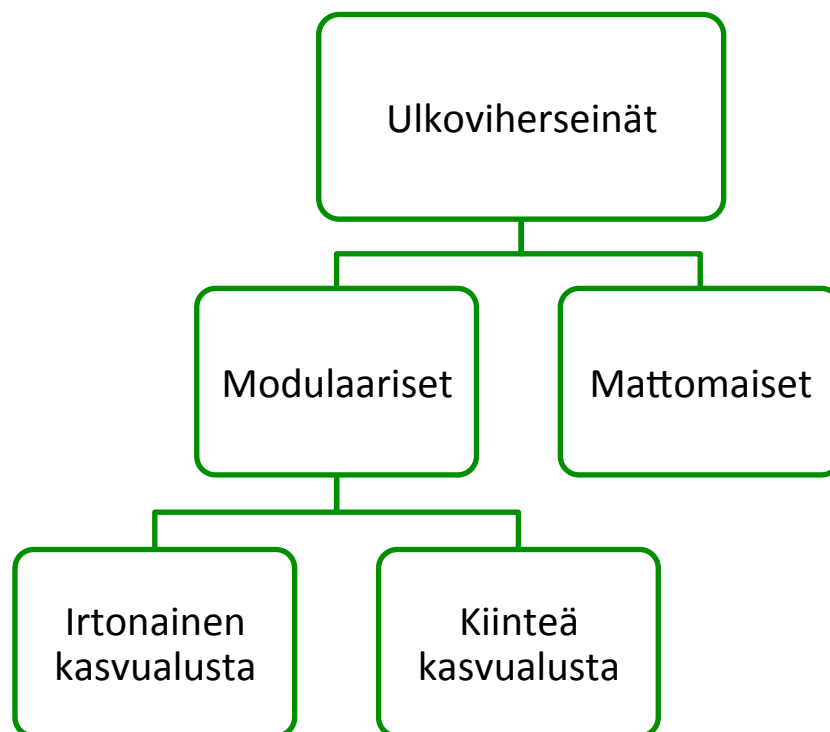 Ulkoviherseinät
Modulaariset
Mattomaiset
Irtonainen
kasvualusta
Kiinteä
kasvualusta